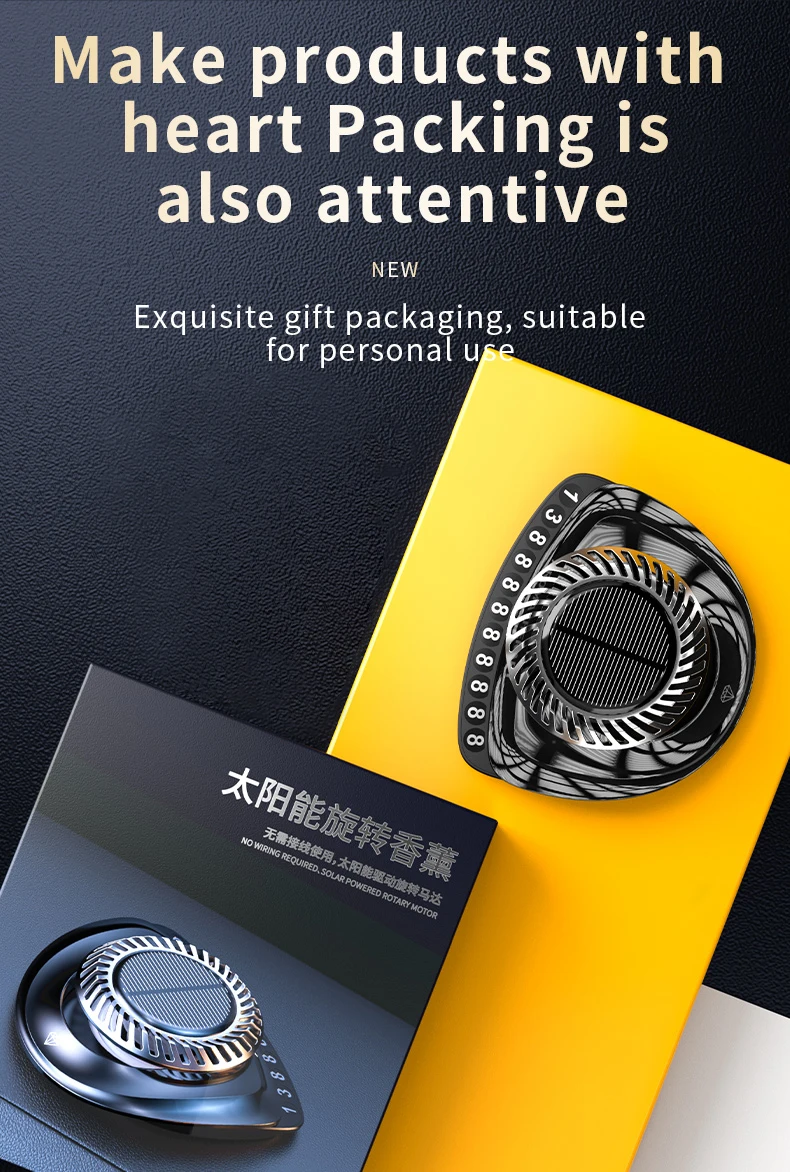 Make products with
heart Packing is
also attentive
NEW
Exquisite gift packaging, suitable
for personal use
13888888888
太阳能旋转香薰
无需接线使用，太阳能驱动旋转马达
NO WIRING REQUIRED, SOLAR POWERED ROTARY MOTOR
1388